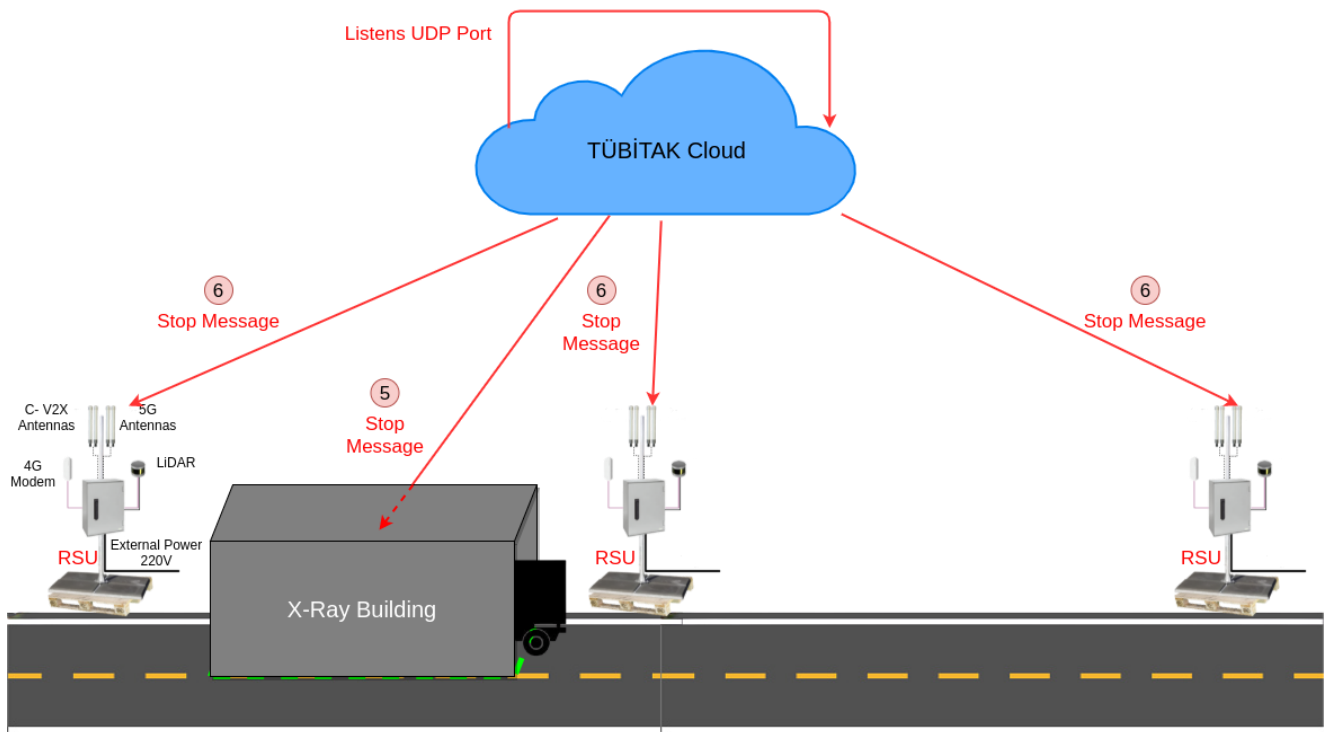 Listens UDP Port
TÜBİTAK Cloud
6
Stop Message
6
Stop
Message
6
Stop Message
5
Stop
Message
C- V2X
Antennas
5G
Antennas
4G
Modem
LiDAR
External Power
220V
RSU
RSU
RSU
X-Ray Building